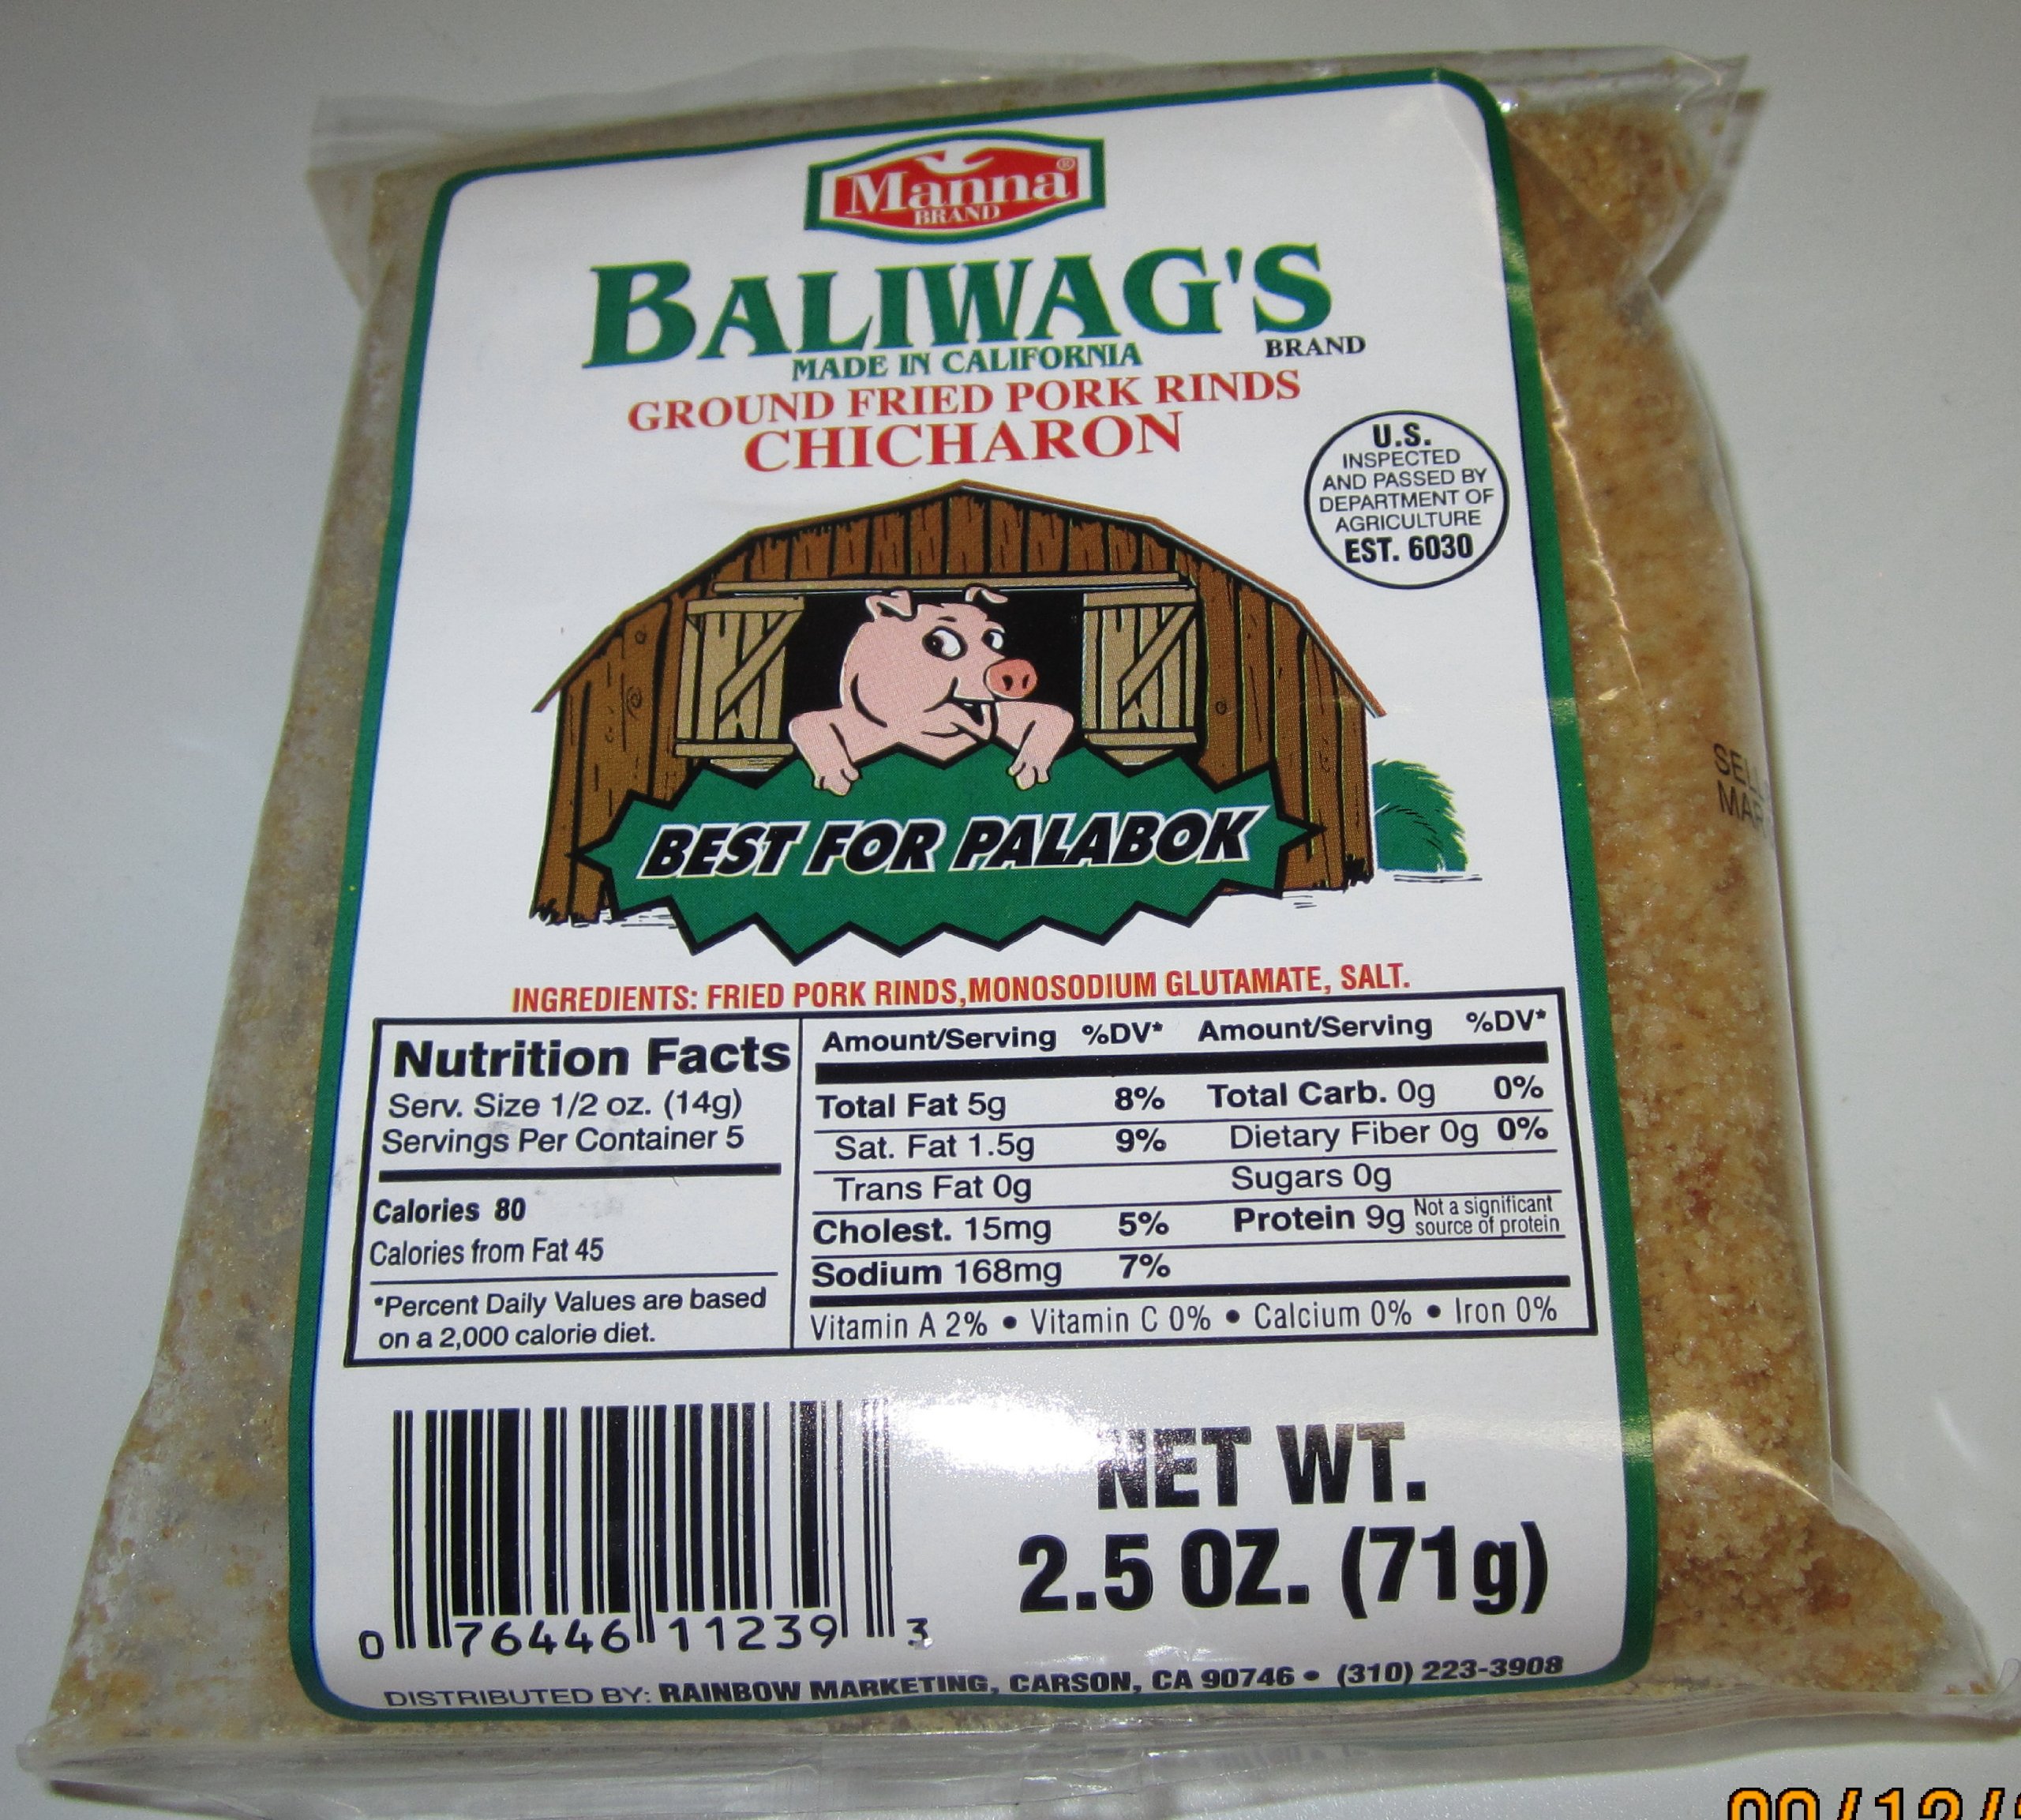 Manna®
BRAND
BALIWAG'S
MADE IN CALIFORNIA
BRAND
GROUND FRIED PORK RINDS
CHICHARON
U.S.
INSPECTED
AND PASSED BY
DEPARTMENT OF
AGRICULTURE
EST. 6030
BEST FOR PALABOK
INGREDIENTS: FRIED PORK RINDS,MONOSODIUM GLUTAMATE, SALT.
Nutrition Facts
Serv. Size 1/2 oz. (14g)
Servings Per Container 5
Calories 80
Calories from Fat 45
*Percent Daily Values are based
on a 2,000 calorie diet.
Amount/Serving %DV* Amount/Serving %DV*
Total Fat 5g 8% Total Carb. 0g 0%
Sat. Fat 1.5g 9% Dietary Fiber 0g 0%
Trans Fat 0g Sugars 0g
Cholest. 15mg 5% Protein 9g Not a significant
source of protein
Sodium 168mg 7%
Vitamin A 2% • Vitamin C 0% • Calcium 0% • Iron 0%
NET WT.
2.5 OZ. (71g)
0 76446 11239 3
DISTRIBUTED BY: RAINBOW MARKETING, CARSON, CA 90746 • (310) 223-3908